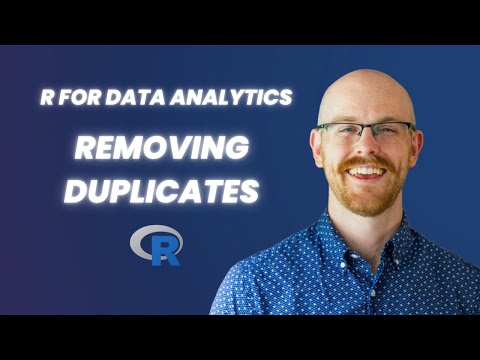 R FOR DATA ANALYTICS
REMOVING
DUPLICATES
R